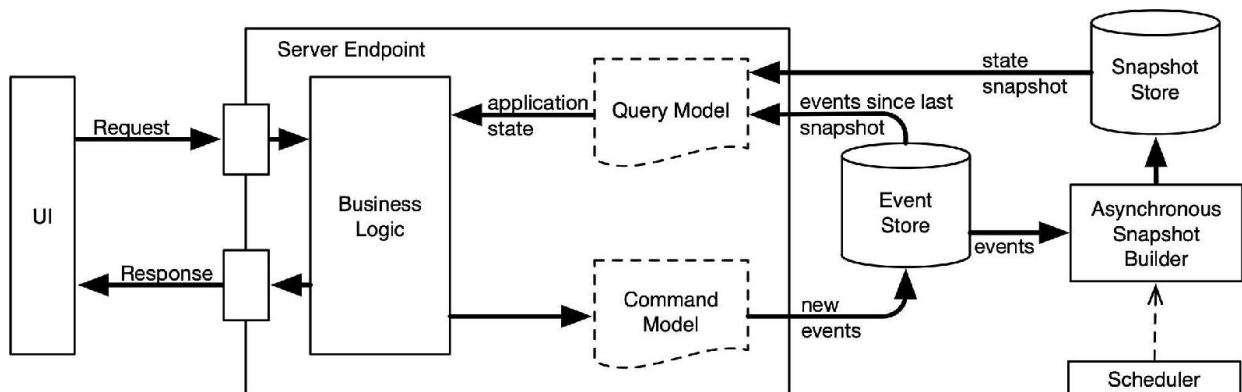 Server Endpoint
UI
Request
Response
Business
Logic
application
state
Query Model
Command
Model
state
snapshot
events since last
snapshot
new
events
Event
Store
events
Snapshot
Store
Asynchronous
Snapshot
Builder
Scheduler